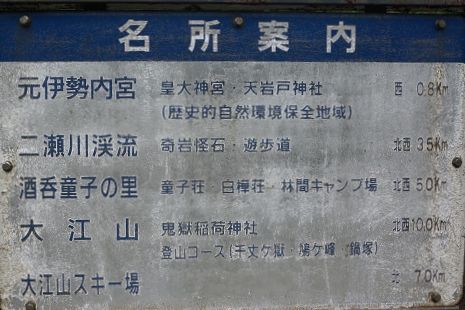 名所案内
元伊勢内宮 皇大神宮・天岩戸神社 西 0.8Km
(歴史的自然環境保全地域)
二瀬川渓流 奇岩怪石・遊歩道 北西 3.5Km
酒呑童子の里 童子荘 白樺荘・林間キャンプ場 北西 5.0Km
大江山 鬼獄稲荷神社 北西 10.0Km
登山コース(千丈ケ獄・鳩ケ峰 鍋塚)
大江山スキー場 北 7.0Km